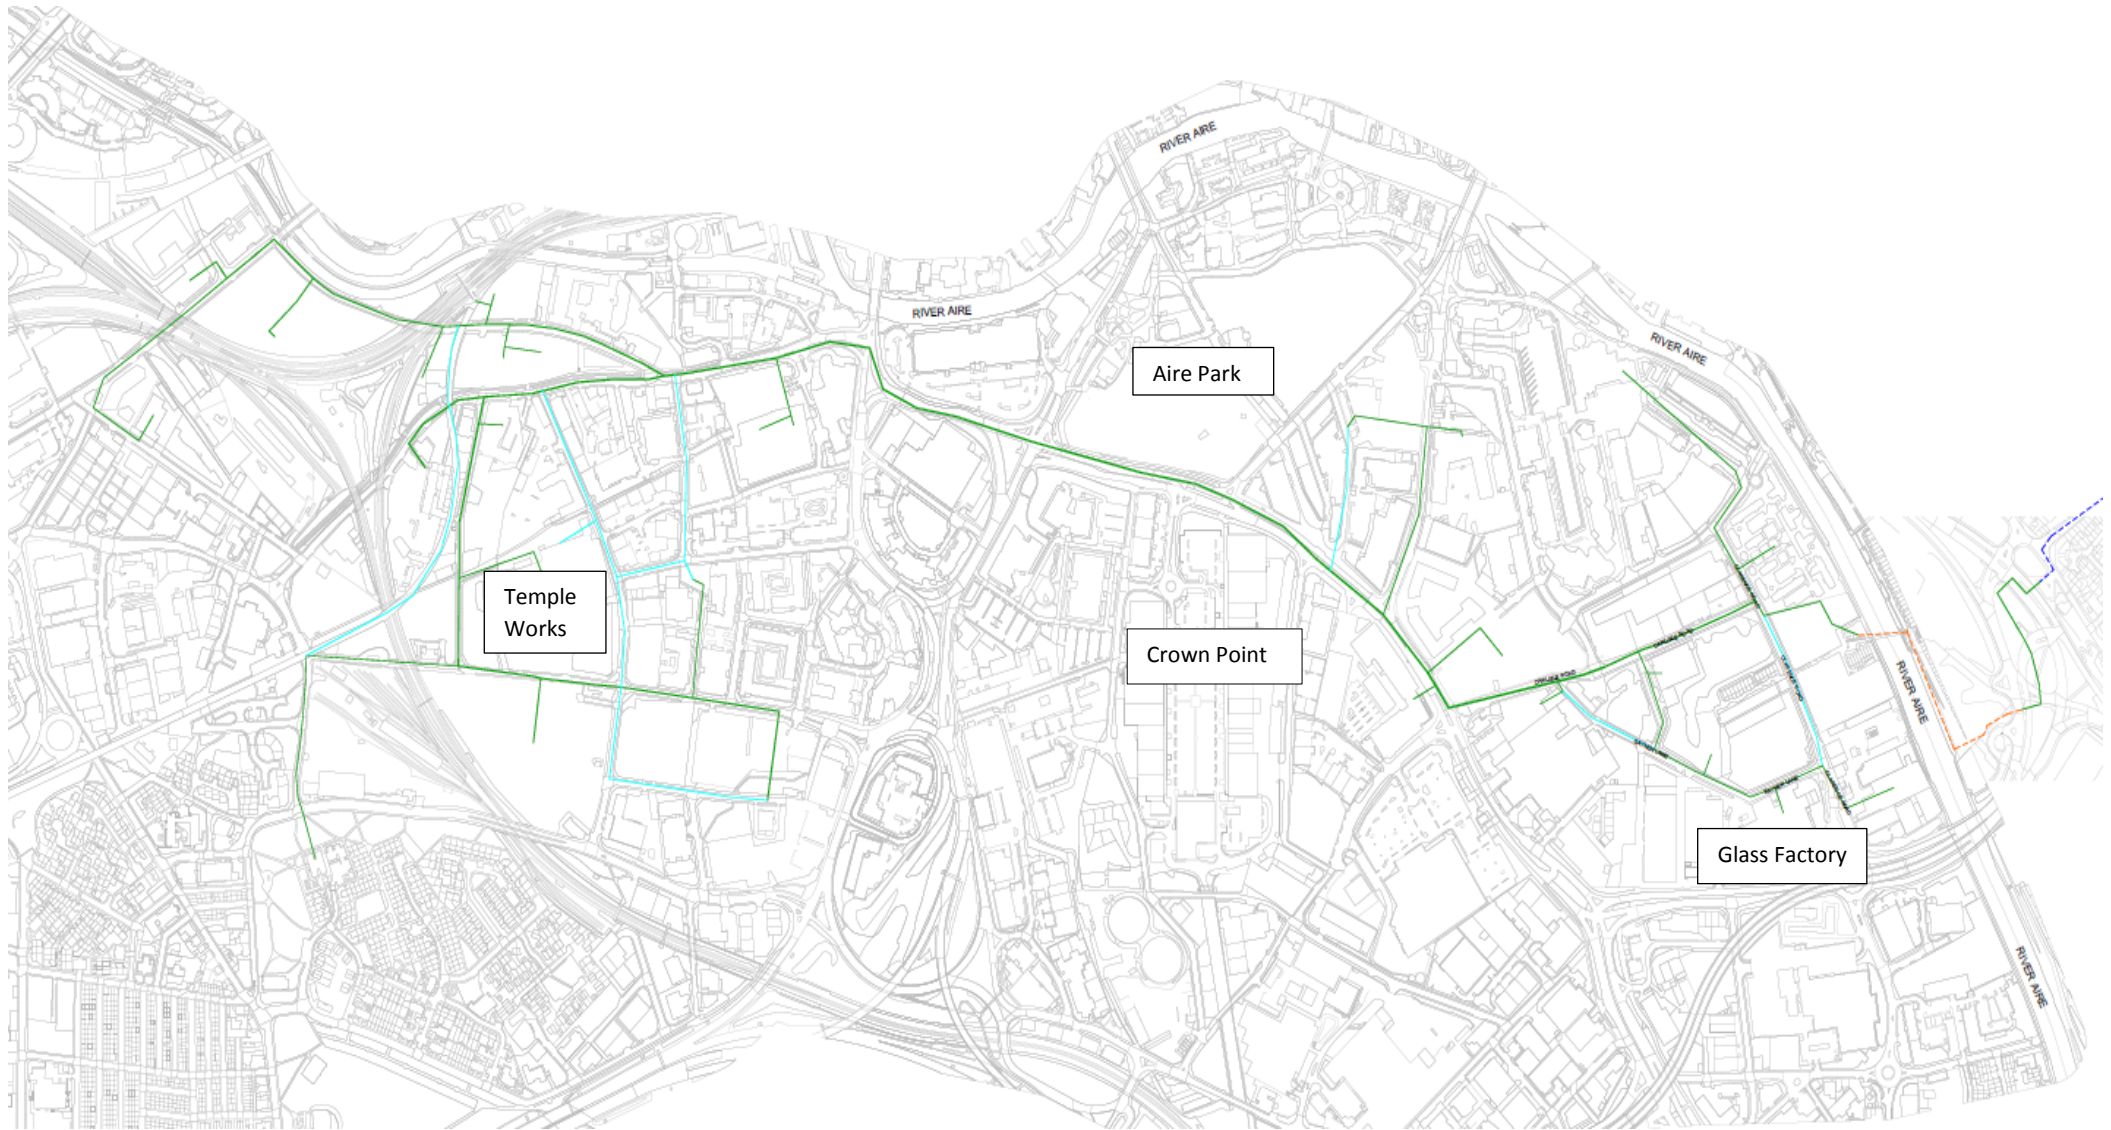 RIVER AIRE
RIVER AIRE
RIVER AIRE
Aire Park
Temple
Works
Crown Point
RIVER AIRE
Glass Factory
RIVER AIRE